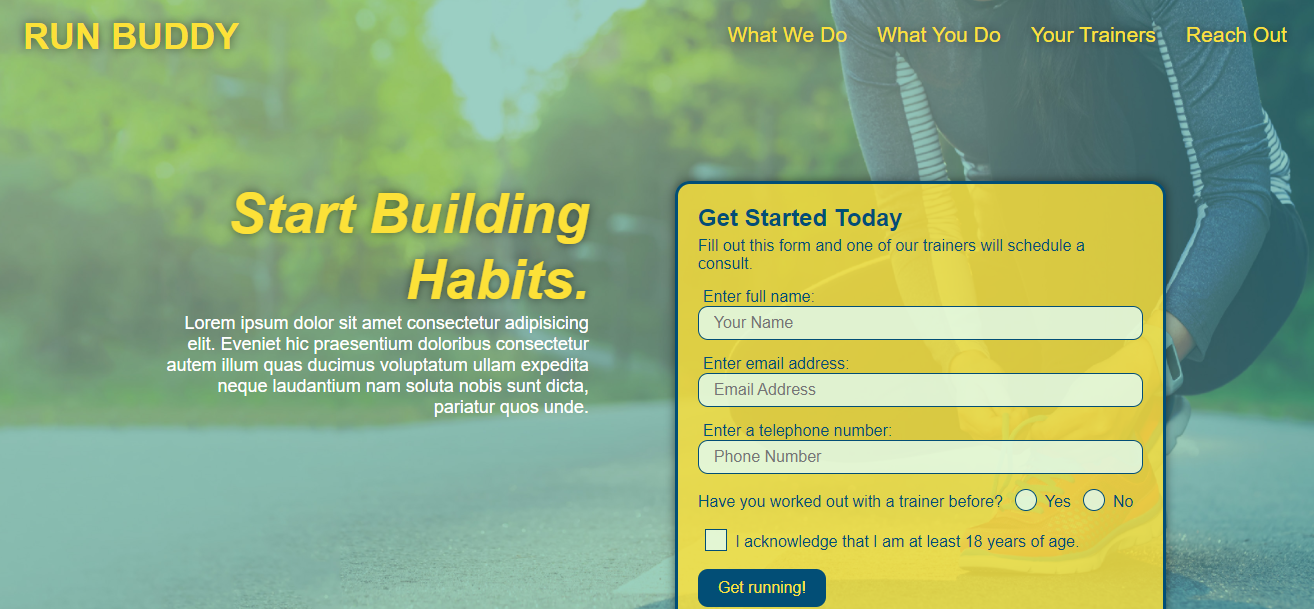 RUN BUDDY
What We Do What You Do Your Trainers Reach Out
Start Building
Habits.
Lorem ipsum dolor sit amet consectetur adipisicing
elit. Eveniet hic praesentium doloribus consectetur
autem illum quas ducimus voluptatum ullam expedita
neque laudantium nam soluta nobis sunt dicta,
pariatur quos unde.
Get Started Today
Fill out this form and one of our trainers will schedule a
consult.
Enter full name:
Your Name
Enter email address:
Email Address
Enter a telephone number:
Phone Number
Have you worked out with a trainer before? Yes No
I acknowledge that I am at least 18 years of age.
Get running!